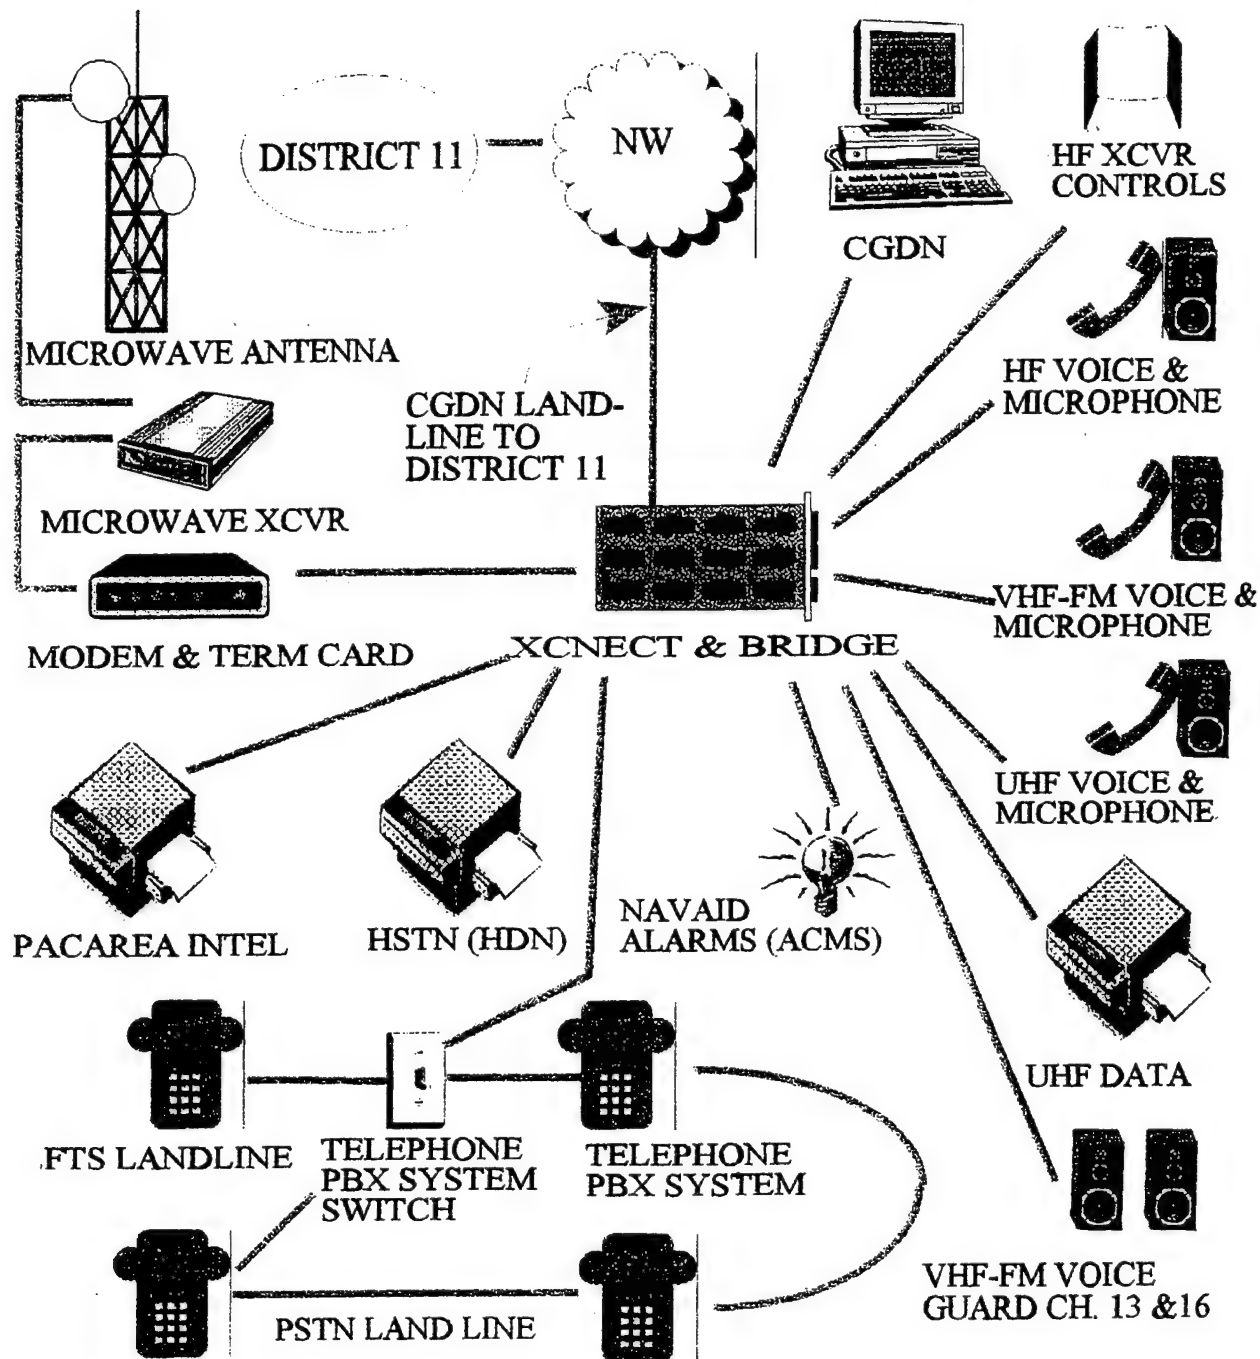 DISTRICT 11
NW
HF XCVR
CONTROLS
CGDN
MICROWAVE ANTENNA
CGDN LAND-
LINE TO
DISTRICT 11
HF VOICE &
MICROPHONE
MICROWAVE XCVR
VHF-FM VOICE &
MICROPHONE
MODEM & TERM CARD
XCNECT & BRIDGE
UHF VOICE &
MICROPHONE
PACAREA INTEL
HSTN (HDN)
NAVAID
ALARMS (ACMS)
UHF DATA
FTS LANDLINE
TELEPHONE
PBX SYSTEM
SWITCH
TELEPHONE
PBX SYSTEM
PSTN LAND LINE
VHF-FM VOICE
GUARD CH. 13 &16